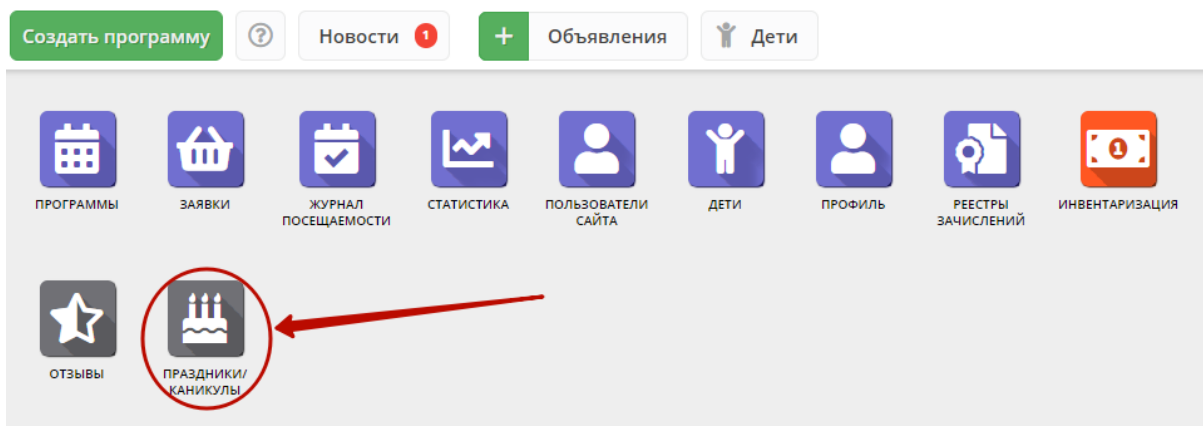 Создать программу
?
Новости 1
+ Объявления
Дети
ПРОГРАММЫ
ЗАЯВКИ
ЖУРНАЛ
ПОСЕЩАЕМОСТИ
СТАТИСТИКА
ПОЛЬЗОВАТЕЛИ
САЙТА
ДЕТИ
ПРОФИЛЬ
РЕЕСТРЫ
ЗАЧИСЛЕНИЙ
1
ИНВЕНТАРИЗАЦИЯ
ОТЗЫВЫ
ПРАЗДНИКИ/
КАНИКУЛЫ